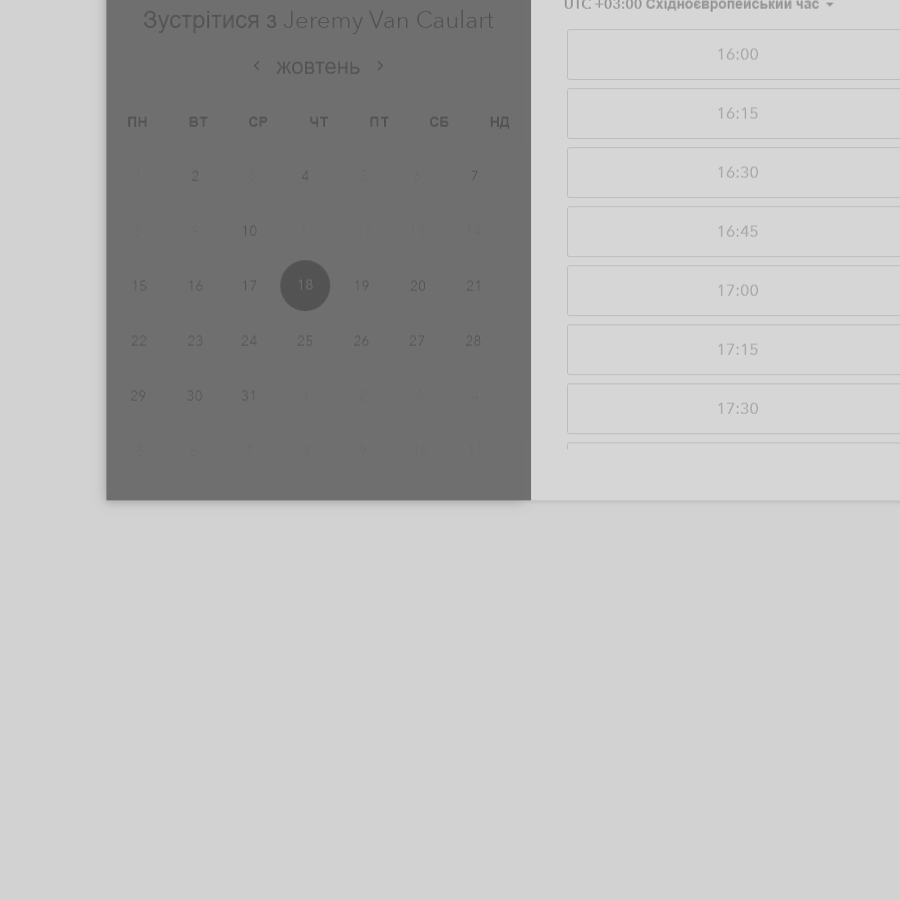 Зустрітися з Jeremy Van Caulart
жовтень
ПН ВТ СР ЧТ ПТ СБ НД
1 2 3 4 5 6 7
8 9 10 11 12 13 14
15 16 17 18 19 20 21
22 23 24 25 26 27 28
29 30 31 1 2 3 4
5 6 7 8 9 10 11
UTC +03:00 Східноєвропейський час
16:00
16:15
16:30
16:45
17:00
17:15
17:30